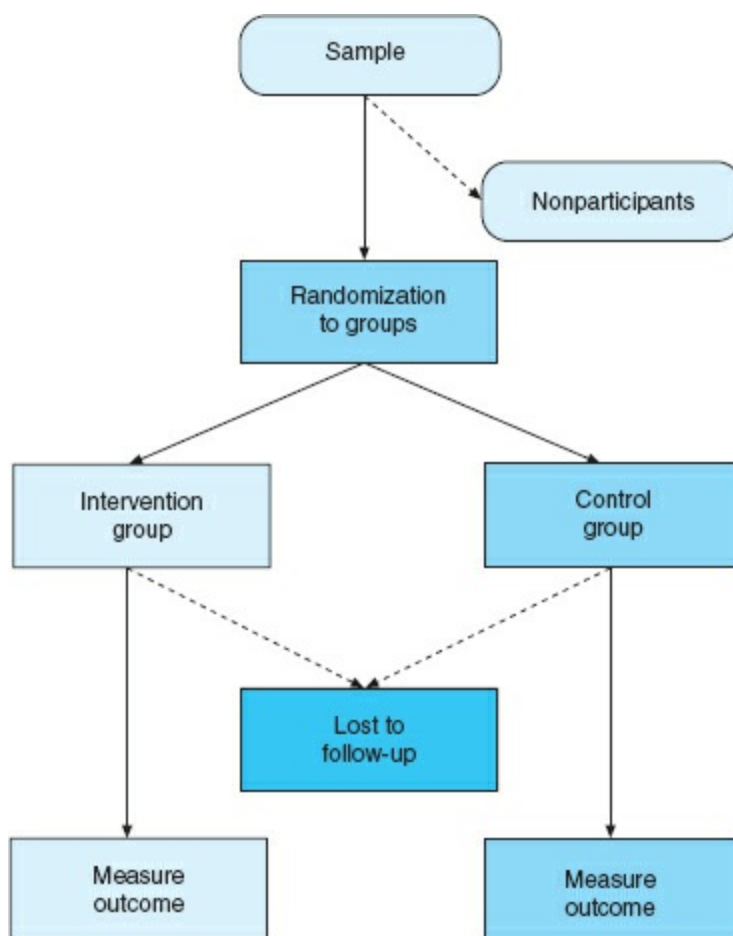 Sample
Nonparticipants
Randomization
to groups
Intervention
group
Control
group
Lost to
follow-up
Measure
outcome
Measure
outcome